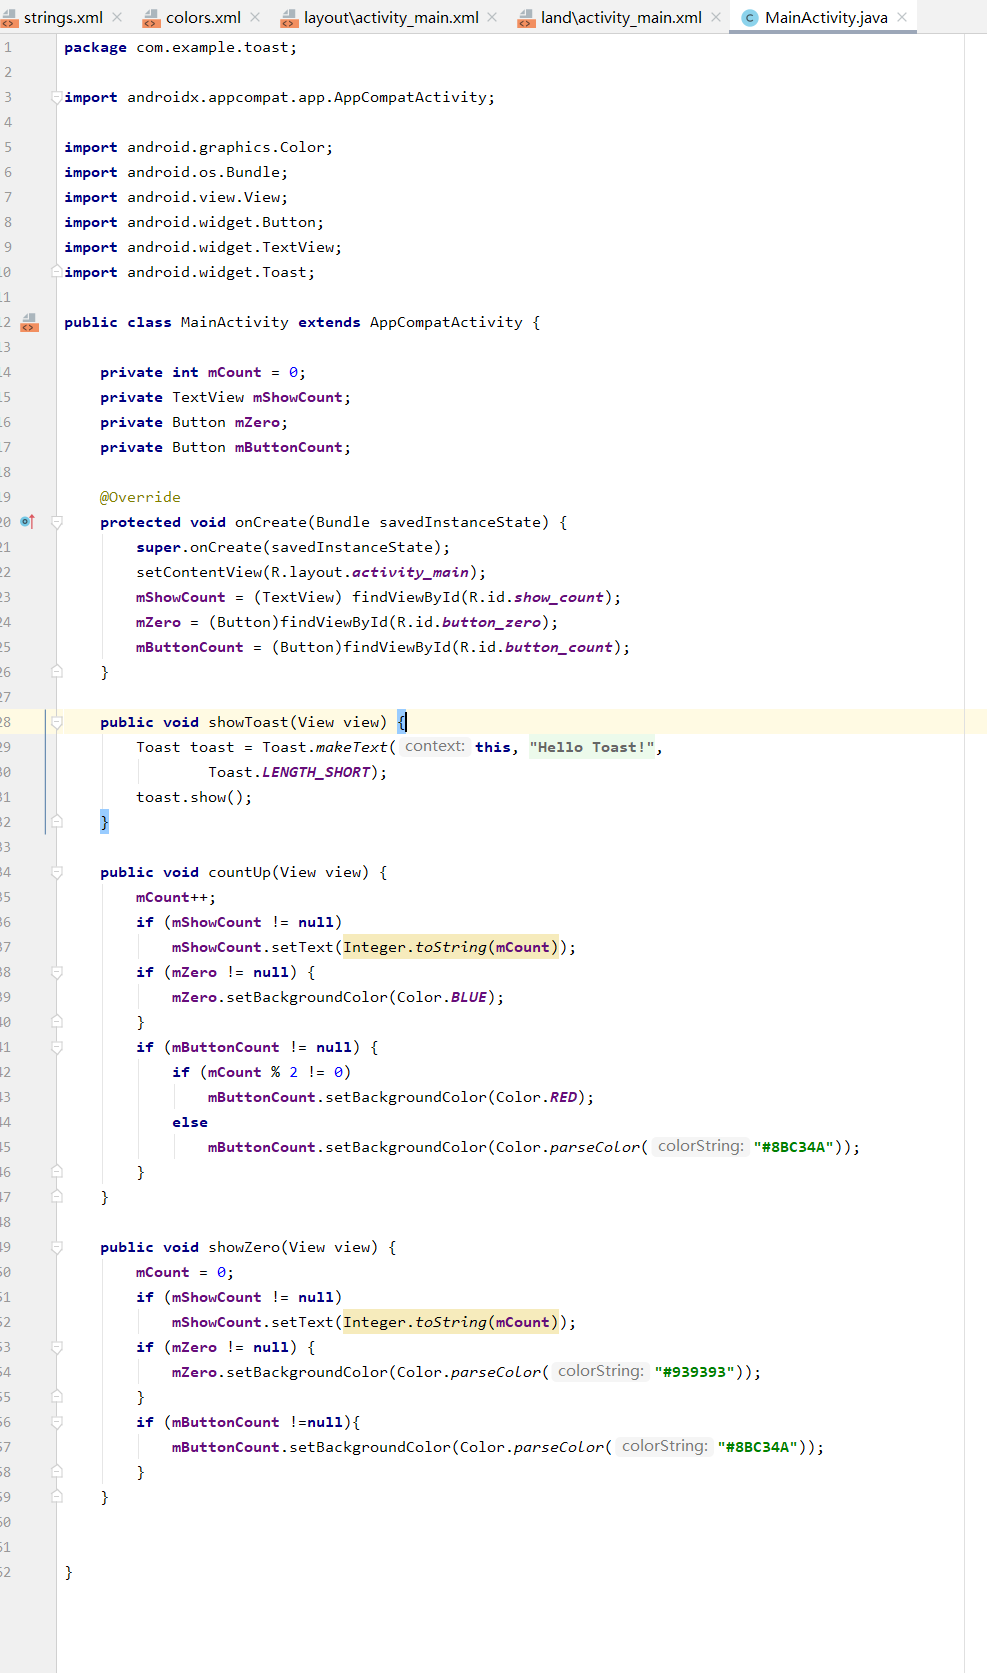 strings.xml colors.xml layout\activity_main.xml land\activity_main.xml MainActivity.java
1 package com.example.toast;
2
3 import androidx.appcompat.app.AppCompatActivity;
4
5 import android.graphics.Color;
6 import android.os.Bundle;
7 import android.view.View;
8 import android.widget.Button;
9 import android.widget.TextView;
10 import android.widget.Toast;
11
12 public class MainActivity extends AppCompatActivity {
13
14 private int mCount = 0;
15 private TextView mShowCount;
16 private Button mZero;
17 private Button mButtonCount;
18
19 @Override
20 protected void onCreate(Bundle savedInstanceState) {
21 super.onCreate(savedInstanceState);
22 setContentView(R.layout.activity_main);
23 mShowCount = (TextView) findViewById(R.id.show_count);
24 mZero = (Button)findViewById(R.id.button_zero);
25 mButtonCount = (Button)findViewById(R.id.button_count);
26 }
27
28 public void showToast(View view) {
29 Toast toast = Toast.makeText( context: this, "Hello Toast!",
30 Toast.LENGTH_SHORT);
31 toast.show();
32 }
33
34 public void countUp(View view) {
35 mCount++;
36 if (mShowCount != null)
37 mShowCount.setText(Integer.toString(mCount));
38 if (mZero != null) {
39 mZero.setBackgroundColor(Color.BLUE);
40 }
41 if (mButtonCount != null) {
42 if (mCount % 2 != 0)
43 mButtonCount.setBackgroundColor(Color.RED);
44 else
45 mButtonCount.setBackgroundColor(Color.parseColor( colorString: "#8BC34A"));
46 }
47 }
48
49 public void showZero(View view) {
50 mCount = 0;
51 if (mShowCount != null)
52 mShowCount.setText(Integer.toString(mCount));
53 if (mZero != null) {
54 mZero.setBackgroundColor(Color.parseColor( colorString: "#939393"));
55 }
56 if (mButtonCount !=null){
57 mButtonCount.setBackgroundColor(Color.parseColor( colorString: "#8BC34A"));
58 }
59 }
60
61
62 }